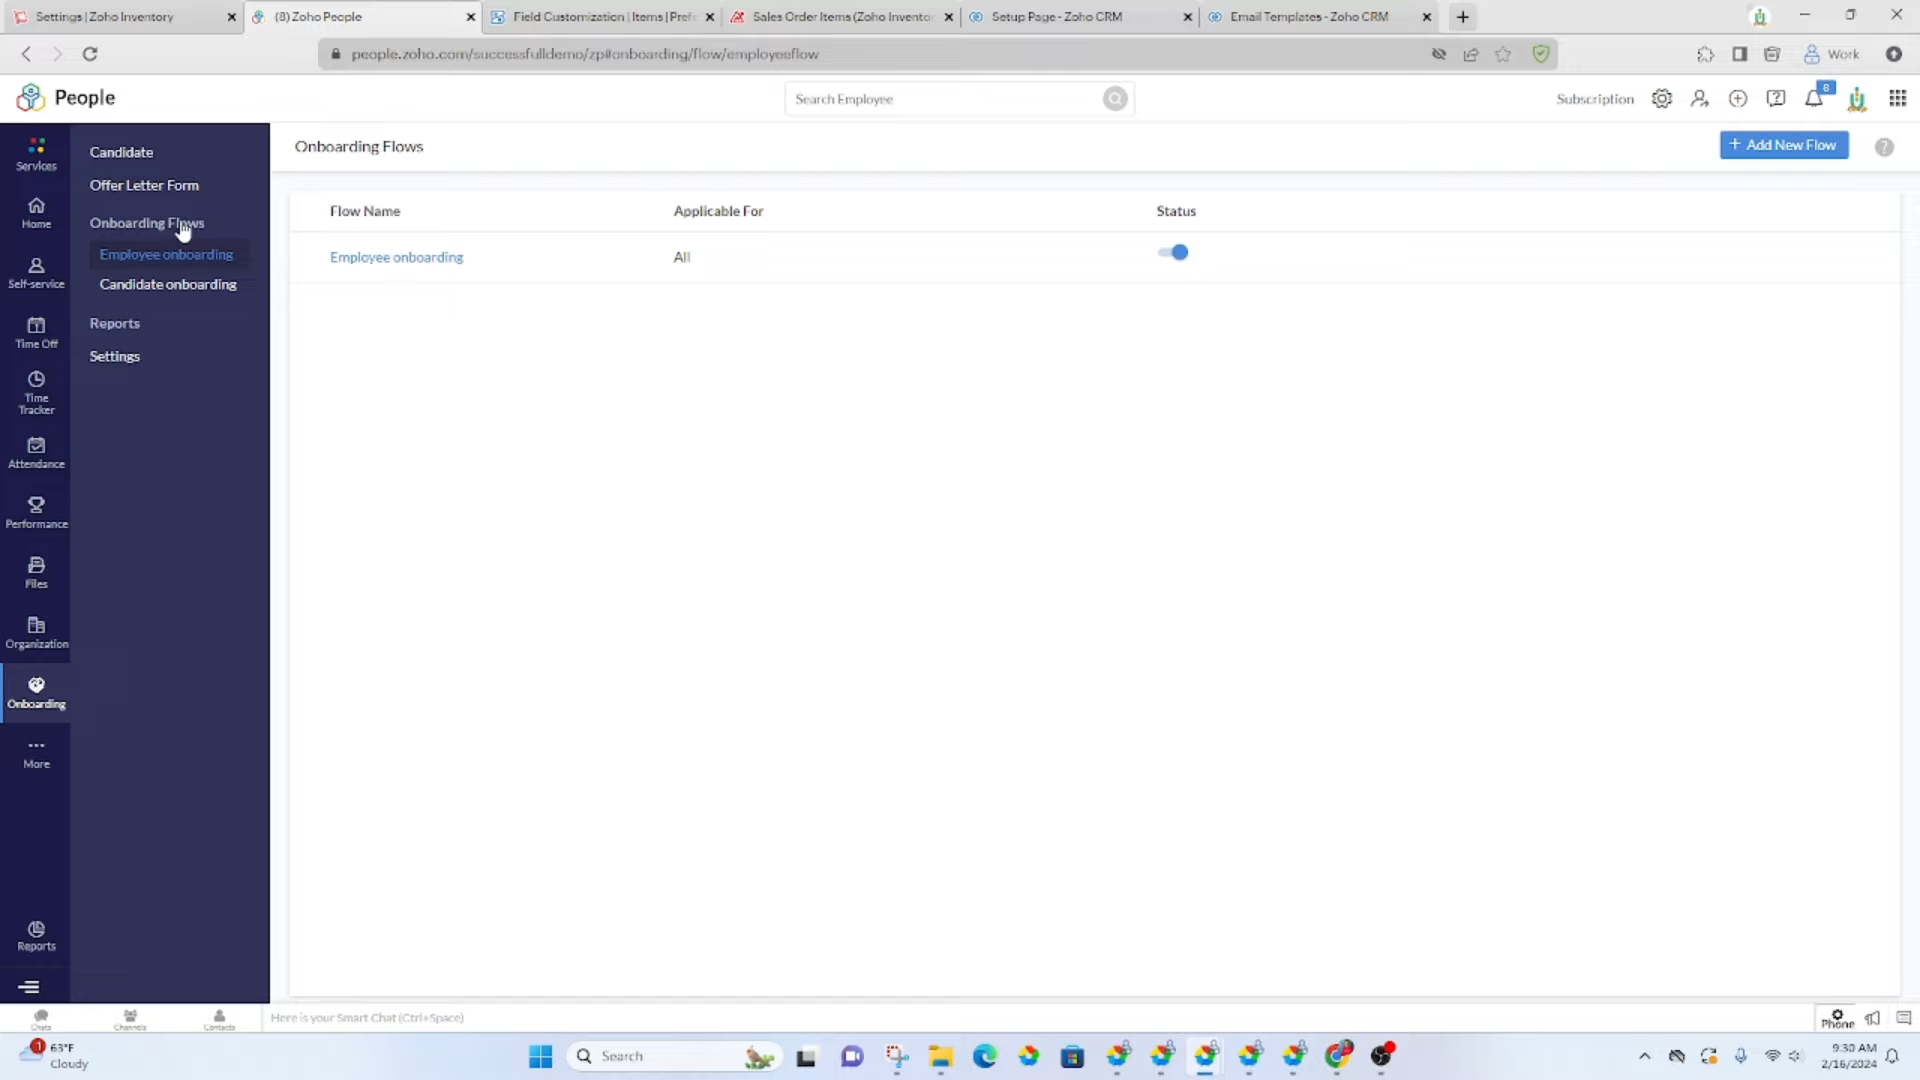 Settings | Zoho Inventory
(8) Zoho People
Field Customization | Items | Pref
Sales Order Items (Zoho Invento
Setup Page - Zoho CRM
Email Templates - Zoho CRM
people.zoho.com/successfulldemo/zp#onboarding/flow/employeeflow
Work
People
Search Employee
Subscription
8
Services
Home
Self-service
Time Off
Time
Tracker
Attendance
Performance
Files
Organization
Onboarding
More
Reports
Candidate
Offer Letter Form
Onboarding Flows
Employee onboarding
Candidate onboarding
Reports
Settings
Onboarding Flows
+ Add New Flow
?
Flow Name
Applicable For
Status
Employee onboarding
All
Chats
Channels
Contacts
Here is your Smart Chat (Ctrl+Space)
Phone
1
63°F
Cloudy
Search
9:30 AM
2/16/2024